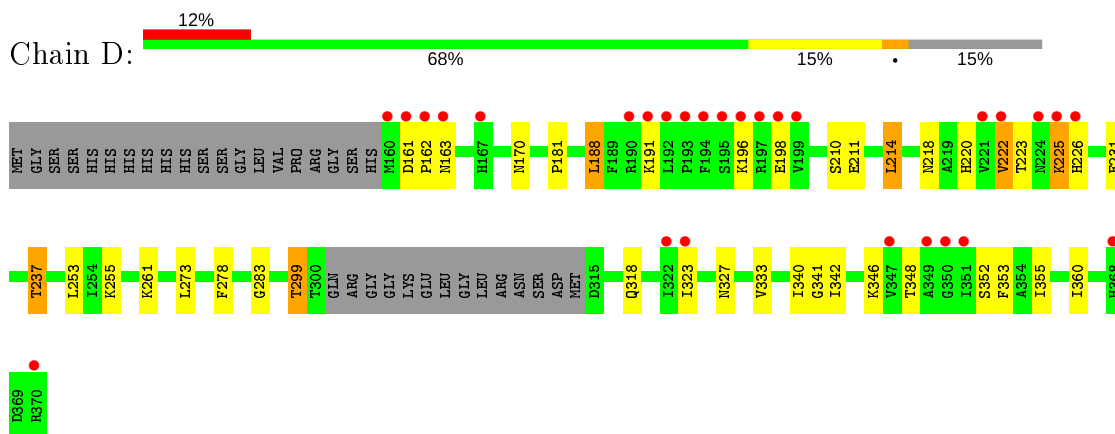 12%
Chain D:
68% 15% • 15%
MET GLY SER SER HIS HIS HIS HIS HIS HIS SER SER GLY LEU VAL PRO ARG GLY SER HIS M160 D161 P162 N163 H167 N170 P181 L188 F189 R190 K191 L192 P193 F194 S195 K196 R197 E198 V199 S210 E211 L214 N218 A219 H220 V221 V222 T223 N224 K225 H226
T237 L253 I254 K255 K261 L273 F278 G283 T299 T300 GLN ARG GLY GLY LYS GLU LEU GLY LEU ARG ASN SER ASP MET D315 Q318 I322 I323 N327 V333 I340 G341 I342 K346 V347 T348 A349 G350 I351 S352 F353 A354 I355 I360 H368
D369 R370